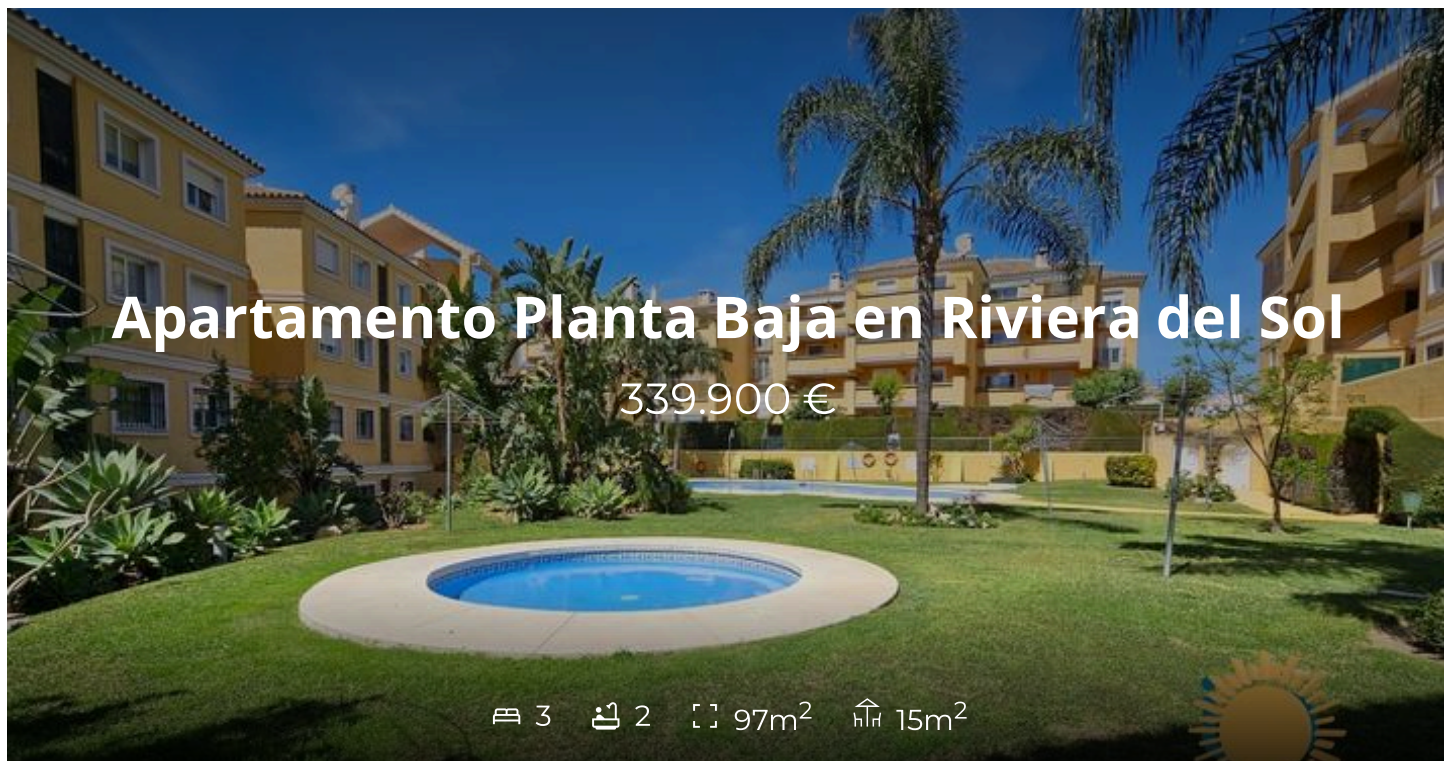 Apartamento Planta Baja en Riviera del Sol
339.900 €
3 2 97m² 15m²